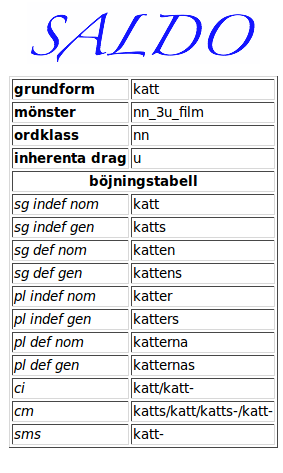 SALDO
grundform katt
mönster nn_3u_film
ordklass nn
inherenta drag u
böjningstabell
sg indef nom katt
sg indef gen katts
sg def nom katten
sg def gen kattens
pl indef nom katter
pl indef gen katters
pl def nom katterna
pl def gen katternas
ci katt/katt-
cm katts/katt/katts-/katt-
sms katt-